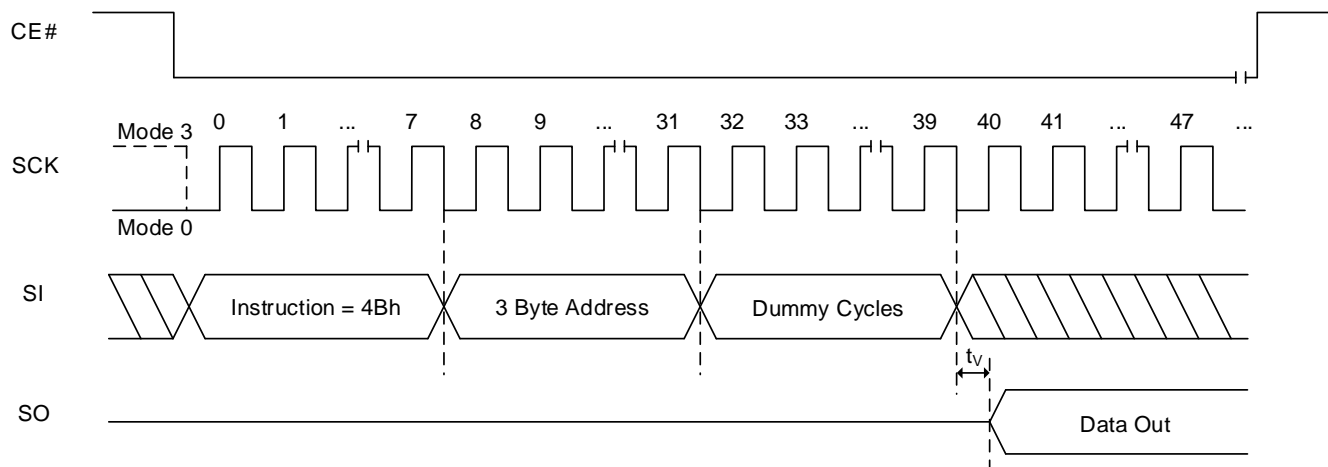 CE#
Mode 3
0 1 ... 7 8 9 ... 31 32 33 ... 39 40 41 ... 47 ...
SCK
Mode 0
SI
Instruction = 4Bh
3 Byte Address
Dummy Cycles
tV
SO
Data Out